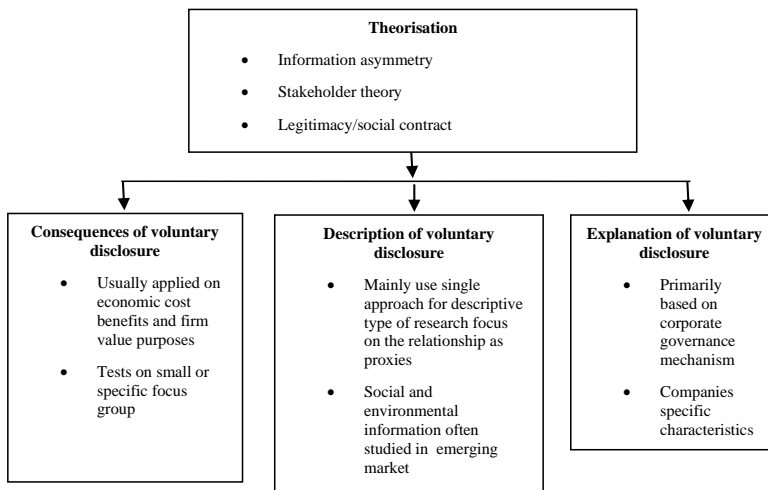 Theorisation
• Information asymmetry
• Stakeholder theory
• Legitimacy/social contract
Consequences of voluntary
disclosure
• Usually applied on
economic cost
benefits and firm
value purposes
• Tests on small or
specific focus
group
Description of voluntary
disclosure
• Mainly use single
approach for descriptive
type of research focus
on the relationship as
proxies
• Social and
environmental
information often
studied in emerging
market
Explanation of voluntary
disclosure
• Primarily
based on
corporate
governance
mechanism
• Companies
specific
characteristics